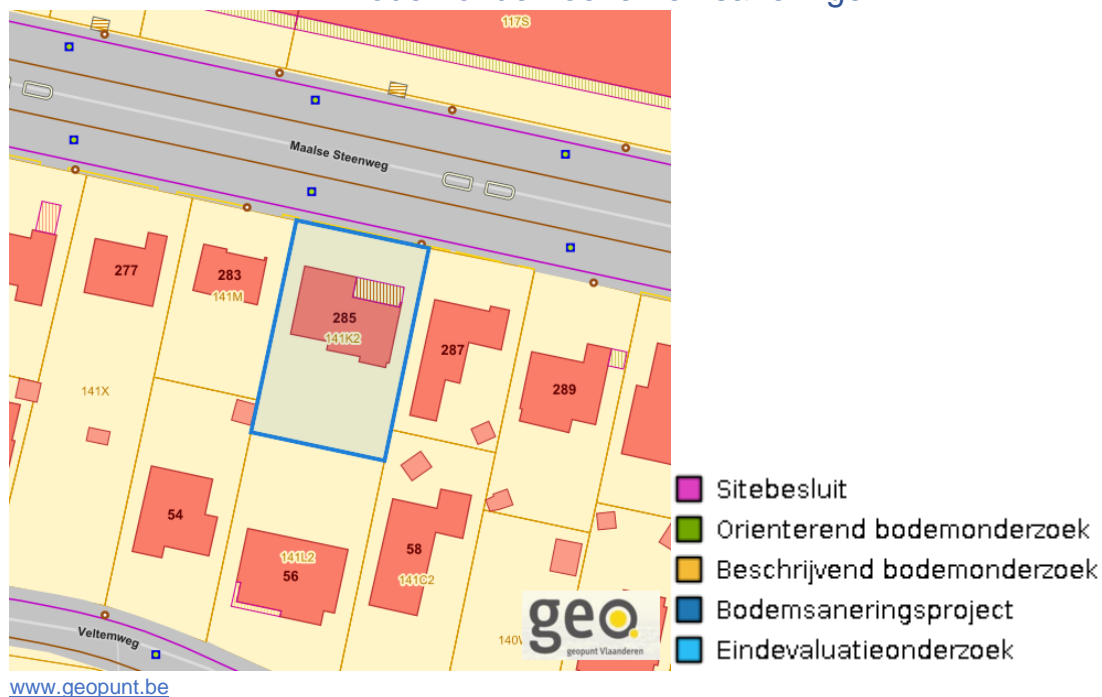 117S
Maalse Steenweg
277
283
141M
285
141K2
287
289
141X
54
141L2
56
58
141C2
Veltemweg
geo
geopunt Vlaanderen
Sitebesluit
Orienterend bodemonderzoek
Beschrijvend bodemonderzoek
Bodemsaneringsproject
Eindevaluatieonderzoek
www.geopunt.be